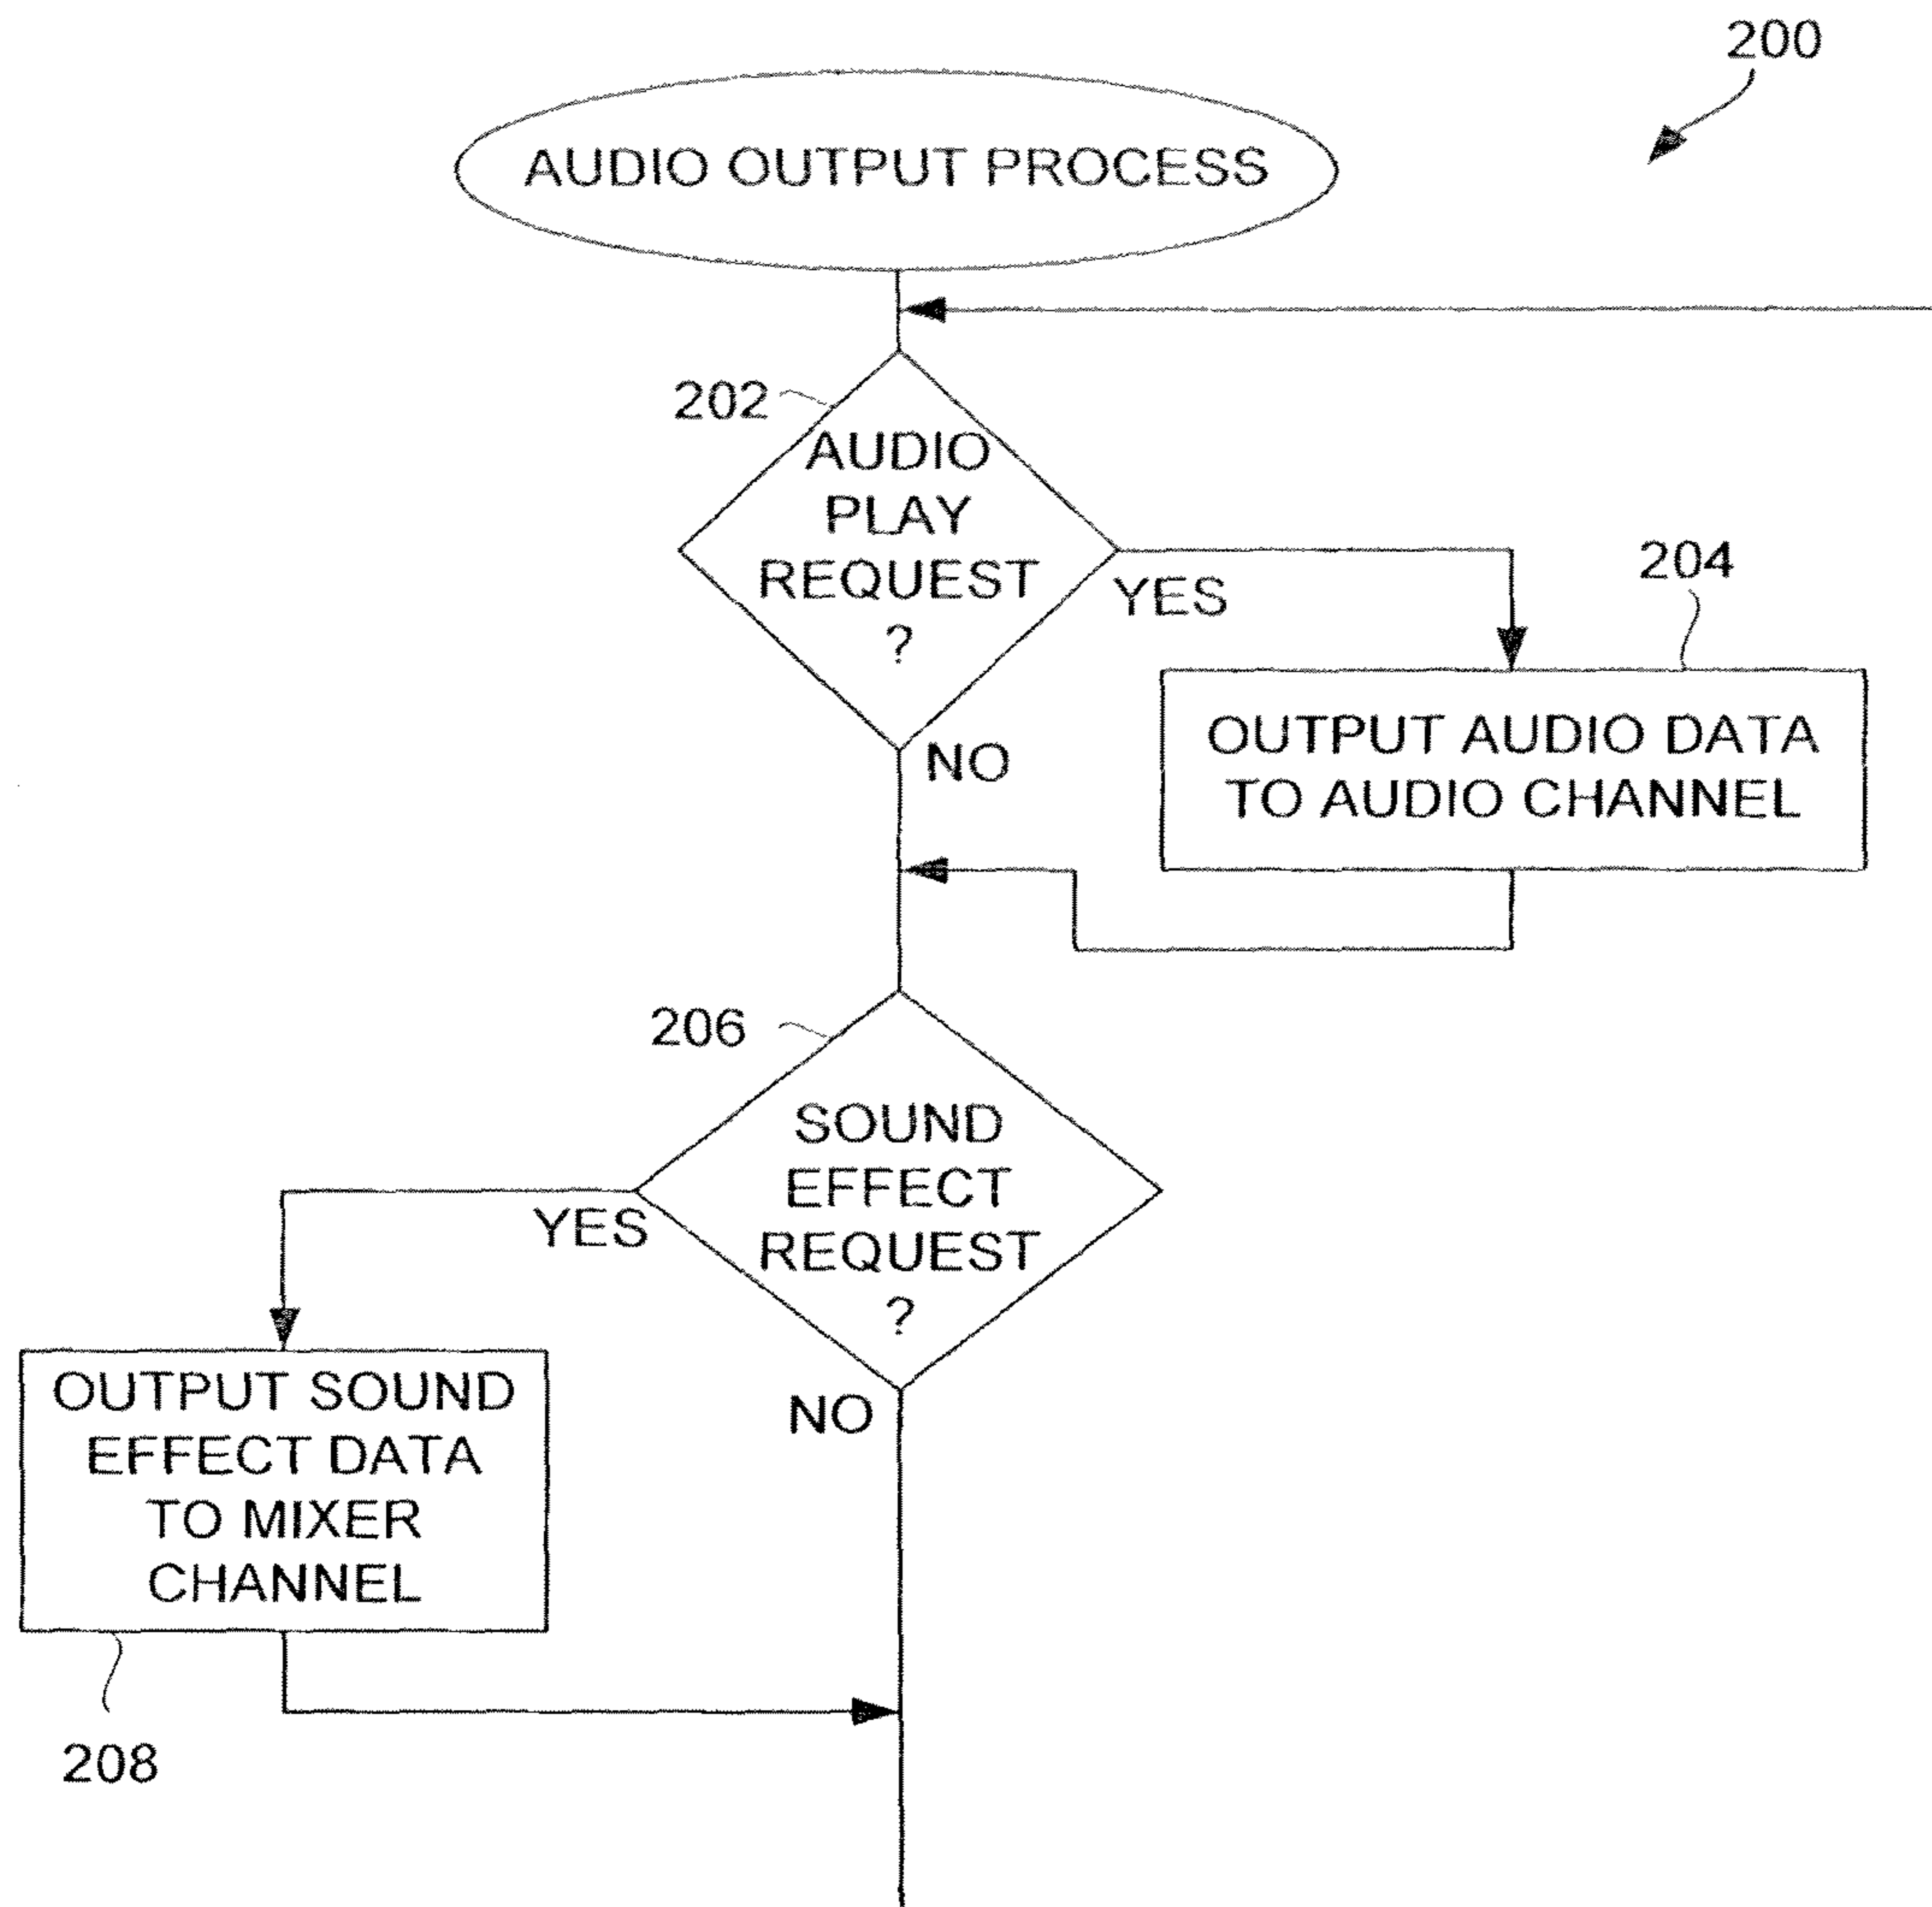 200
AUDIO OUTPUT PROCESS
202
AUDIO
PLAY
REQUEST
?
YES
204
NO
OUTPUT AUDIO DATA
TO AUDIO CHANNEL
206
SOUND
EFFECT
REQUEST
?
YES
NO
OUTPUT SOUND
EFFECT DATA
TO MIXER
CHANNEL
208